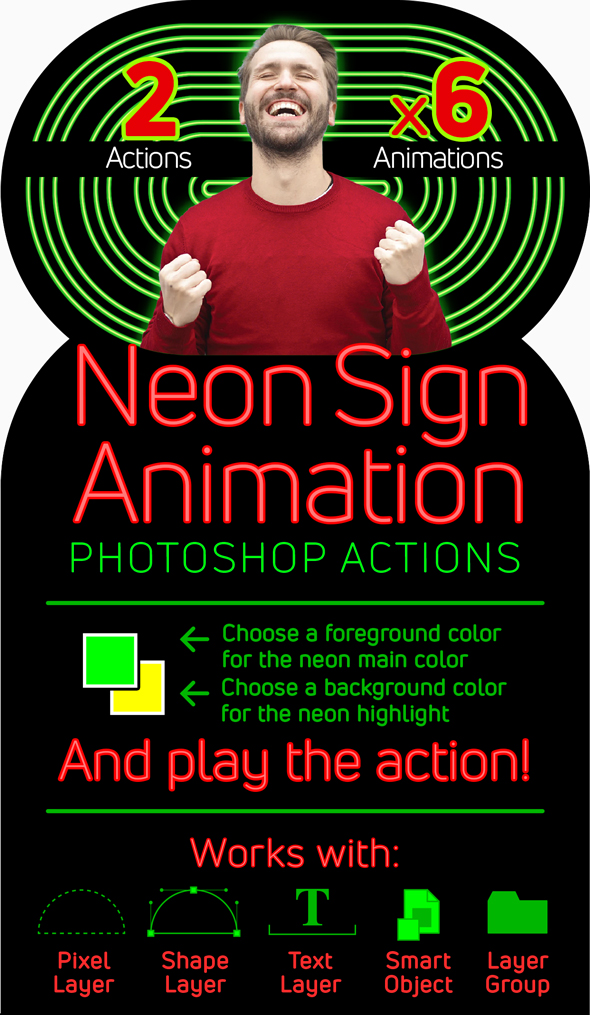 2
Actions
x6
Animations
Neon Sign
Animation
PHOTOSHOP ACTIONS
Choose a foreground color
for the neon main color
Choose a background color
for the neon highlight
And play the action!
Works with:
T
Pixel
Layer
Shape
Layer
Text
Layer
Smart
Object
Layer
Group